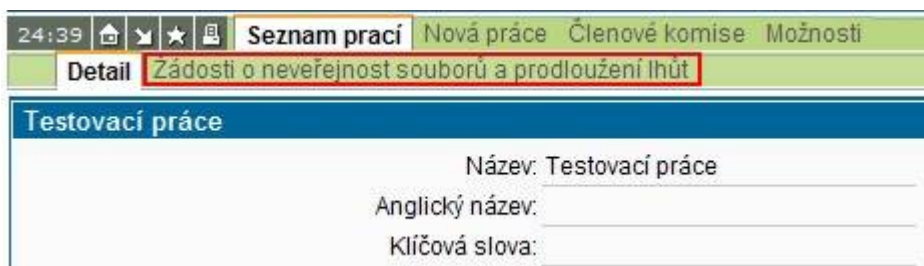 24:39 Seznam prací Nová práce Členové komise Možnosti
Detail Žádosti o neveřejnost souborů a prodloužení lhůt
Testovací práce
Název: Testovací práce
Anglický název:
Klíčová slova: